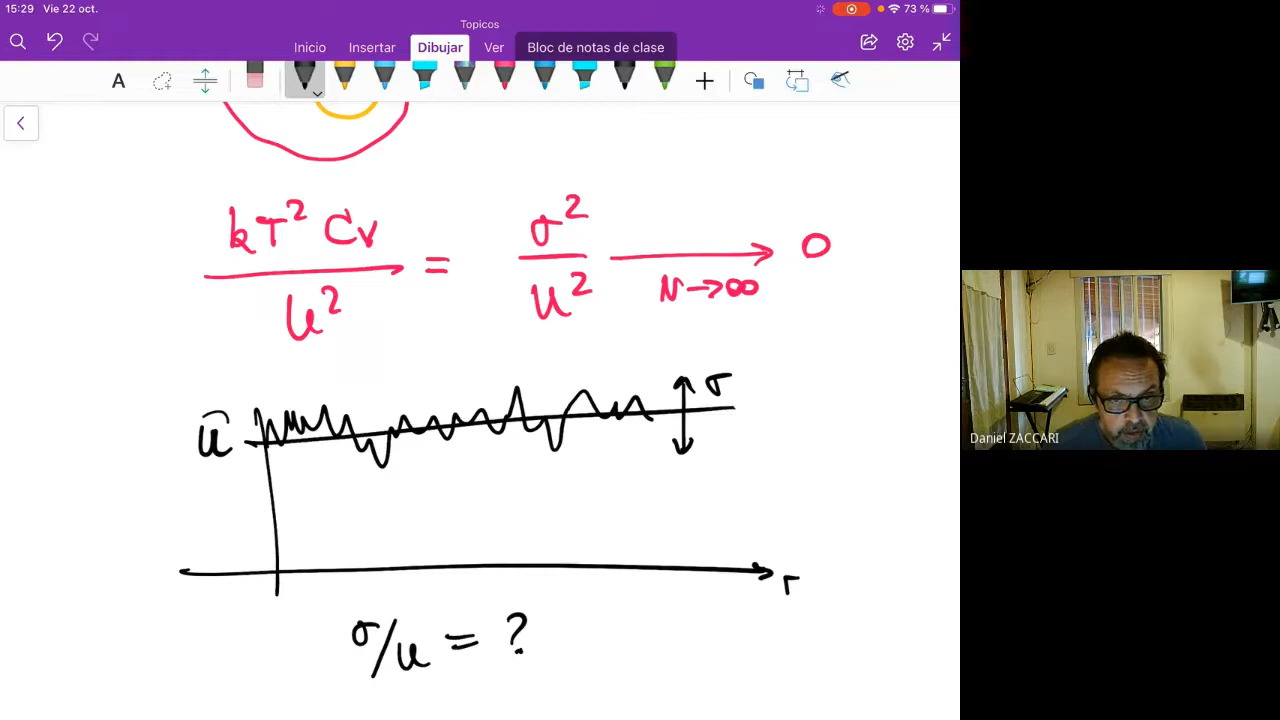 15:29 Vie 22 oct.
73 %
Topicos
Inicio Insertar Dibujar Ver Bloc de notas de clase
A
kT² Cv / u² = σ² / u² → 0
N→∞
σ
ū
r
σ/u = ?
Daniel ZACCARI